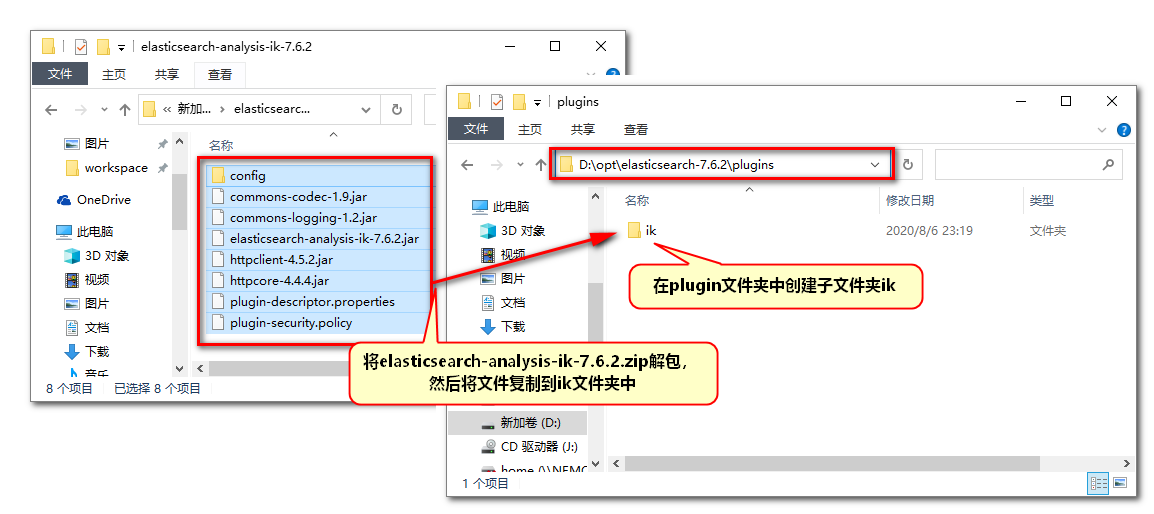 elasticsearch-analysis-ik-7.6.2
文件 主页 共享 查看
« 新加... › elasticsearc...
图片
workspace
OneDrive
此电脑
3D 对象
视频
图片
文档
下载
音乐
名称
config
commons-codec-1.9.jar
commons-logging-1.2.jar
elasticsearch-analysis-ik-7.6.2.jar
httpclient-4.5.2.jar
httpcore-4.4.4.jar
plugin-descriptor.properties
plugin-security.policy
8 个项目 已选择 8 个项目
将elasticsearch-analysis-ik-7.6.2.zip解包，
然后将文件复制到ik文件夹中
plugins
文件 主页 共享 查看
D:\opt\elasticsearch-7.6.2\plugins
此电脑
3D 对象
视频
图片
文档
下载
新加卷 (D:)
CD 驱动器 (J:)
名称 修改日期 类型
ik 2020/8/6 23:19 文件夹
在plugin文件夹中创建子文件夹ik
1 个项目